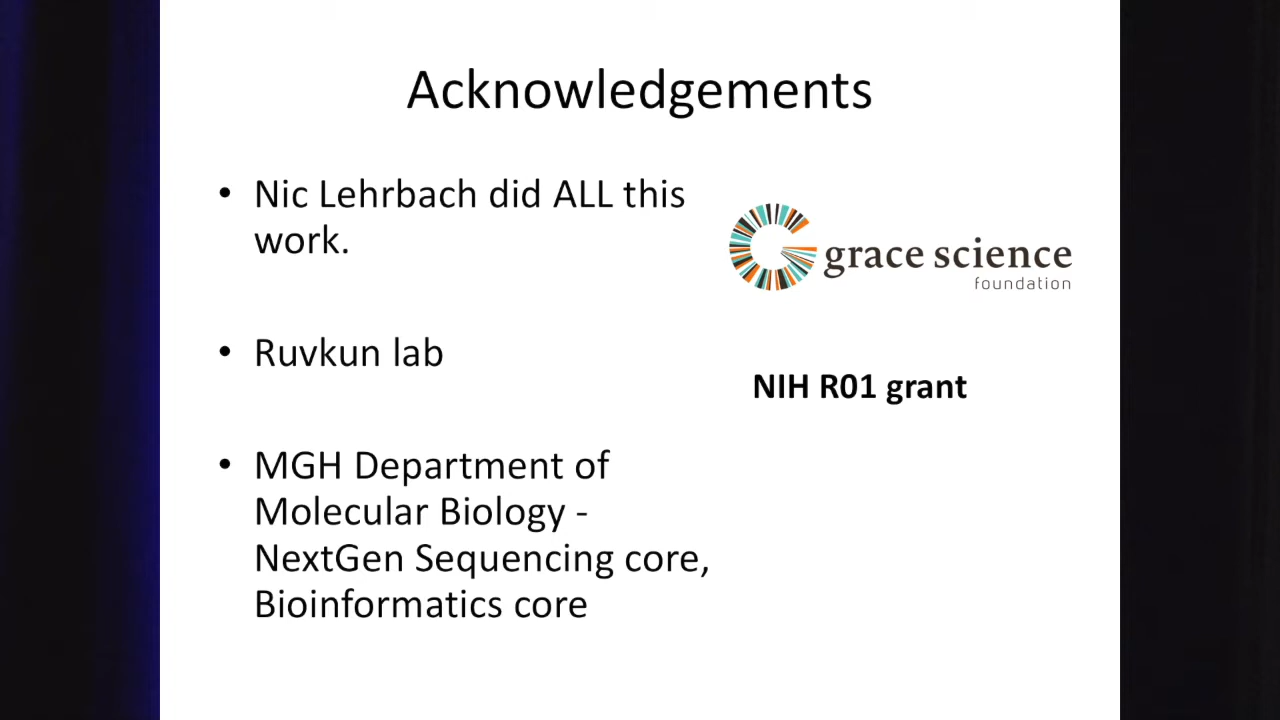 Acknowledgements
• Nic Lehrbach did ALL this
work.
• Ruvkun lab
• MGH Department of
Molecular Biology -
NextGen Sequencing core,
Bioinformatics core
grace science
foundation
NIH R01 grant